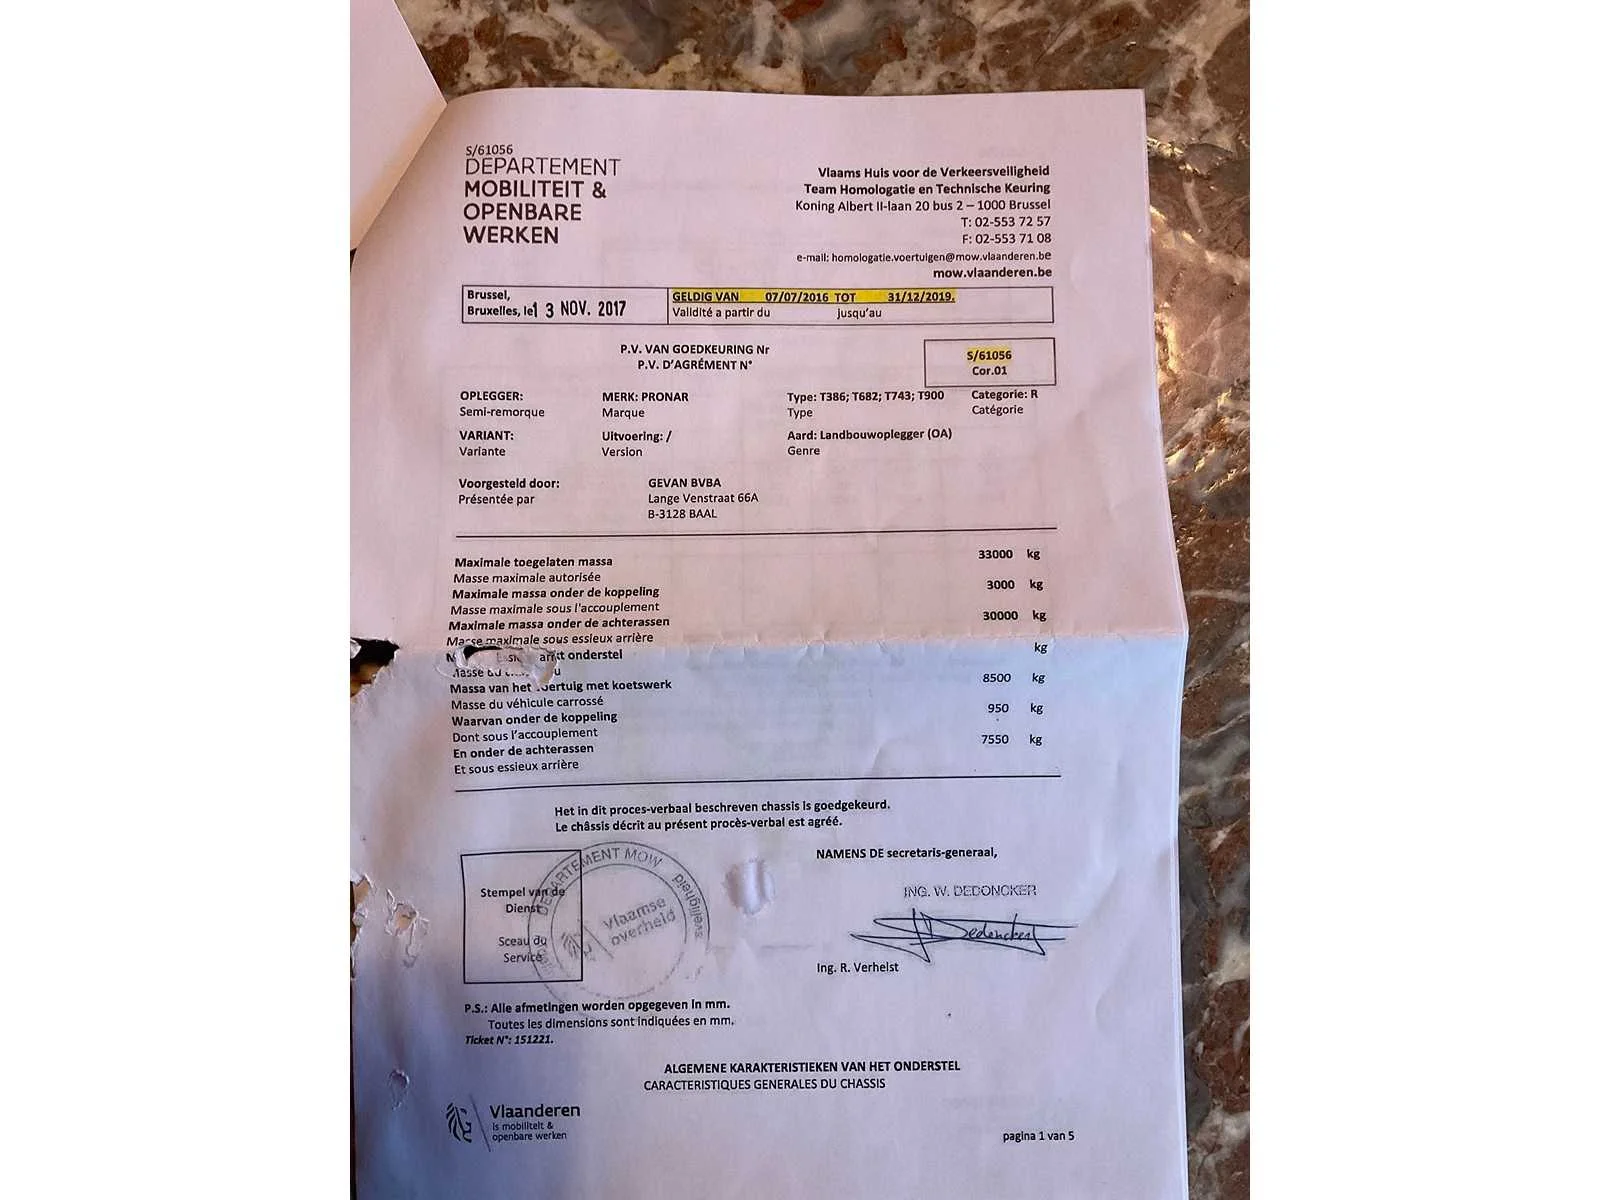 S/61056
DEPARTEMENT
MOBILITEIT &
OPENBARE
WERKEN
Vlaams Huis voor de Verkeersveiligheid
Team Homologatie en Technische Keuring
Koning Albert II-laan 20 bus 2 – 1000 Brussel
T: 02-553 72 57
F: 02-553 71 08
e-mail: homologatie.voertuigen@mow.vlaanderen.be
mow.vlaanderen.be
Brussel,
Bruxelles, le 13 NOV. 2017
GELDIG VAN 07/07/2016 TOT 31/12/2019.
Validité a partir du jusqu'au
P.V. VAN GOEDKEURING Nr
P.V. D'AGRÉMENT N°
S/61056
Cor.01
OPLEGGER: MERK: PRONAR Type: T386; T682; T743; T900 Categorie: R
Semi-remorque Marque Type Catégorie
VARIANT: Uitvoering: / Aard: Landbouwoplegger (OA)
Variante Version Genre
Voorgesteld door: GEVAN BVBA
Présentée par Lange Venstraat 66A
B-3128 BAAL
Maximale toegelaten massa 33000 kg
Masse maximale autorisée
Maximale massa onder de koppeling 3000 kg
Masse maximale sous l'accouplement
Maximale massa onder de achterassen 30000 kg
Masse maximale sous essieux arrière
onderstel kg
Masse du
Massa van het voertuig met koetswerk 8500 kg
Masse du véhicule carrossé
Waarvan onder de koppeling 950 kg
Dont sous l'accouplement
En onder de achterassen 7550 kg
Et sous essieux arrière
Het in dit proces-verbaal beschreven chassis is goedgekeurd.
Le châssis décrit au présent procès-verbal est agréé.
Stempel van de
Dienst
Sceau du
Service
DEPARTEMENT MOW
Vlaamse
overheid
NAMENS DE secretaris-generaal,
ING. W. DEDONCKER
Dedoncker
Ing. R. Verhelst
P.S.: Alle afmetingen worden opgegeven in mm.
Toutes les dimensions sont indiquées en mm.
Ticket N°: 151221.
ALGEMENE KARAKTERISTIEKEN VAN HET ONDERSTEL
CARACTERISTIQUES GENERALES DU CHASSIS
Vlaanderen
is mobiliteit &
openbare werken
pagina 1 van 5